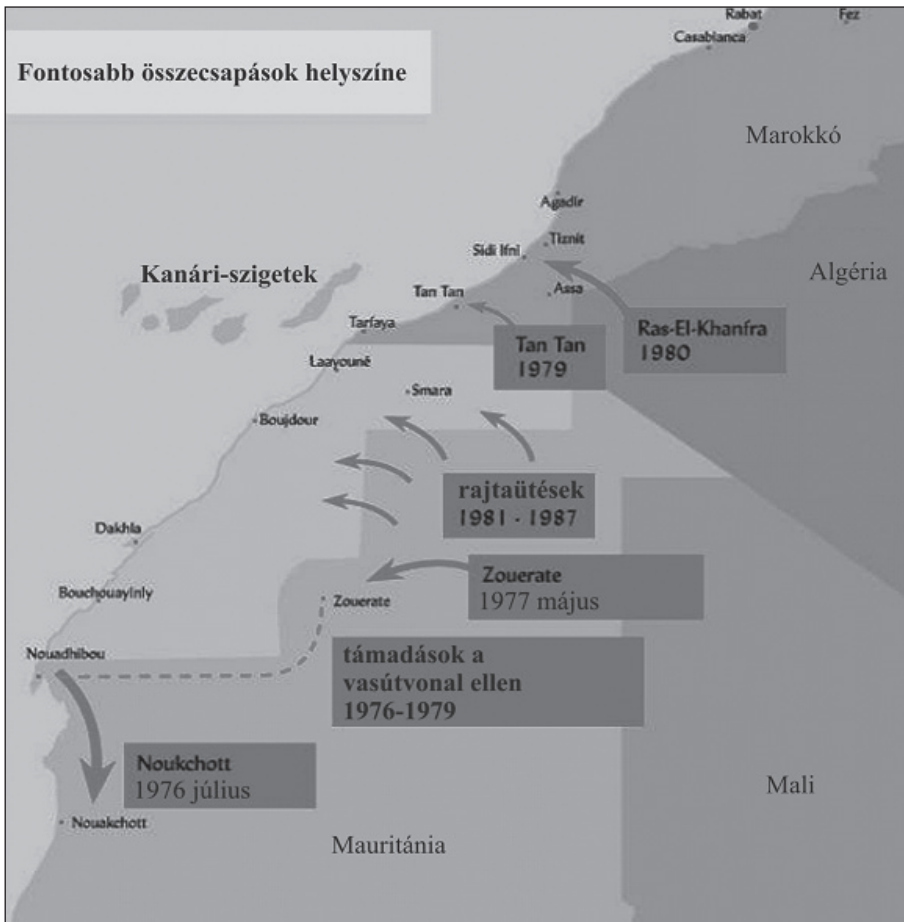 Rabat
Fez
Casablanca
Fontosabb összecsapások helyszíne
Marokkó
Agadir
Tiznit
Sidi Ifni
Kanári-szigetek
Algéria
Tan Tan
Assa
Tarfaya
Ras-El-Khanfra
1980
Tan Tan
1979
Laayouné
Smara
Boujdour
rajtaütések
1981 - 1987
Dakhla
Zouerate
1977 május
Bouchouayinly
Zouerate
Nouadhibou
támadások a
vasútvonal ellen
1976-1979
Noukchott
1976 július
Mali
Nouakchott
Mauritánia